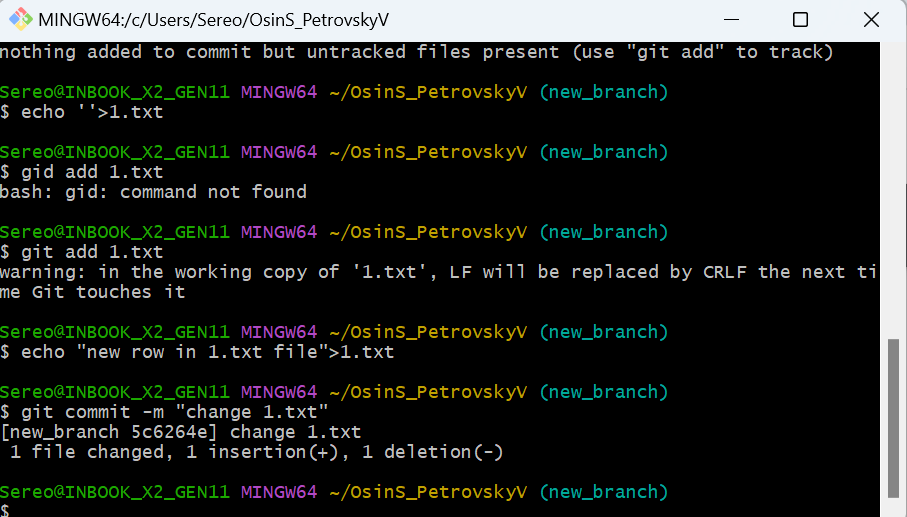 MINGW64:/c/Users/Sereo/OsinS_PetrovskyV
nothing added to commit but untracked files present (use "git add" to track)
Sereo@INBOOK_X2_GEN11 MINGW64 ~/OsinS_PetrovskyV (new_branch)
$ echo ''>1.txt
Sereo@INBOOK_X2_GEN11 MINGW64 ~/OsinS_PetrovskyV (new_branch)
$ gid add 1.txt
bash: gid: command not found
Sereo@INBOOK_X2_GEN11 MINGW64 ~/OsinS_PetrovskyV (new_branch)
$ git add 1.txt
warning: in the working copy of '1.txt', LF will be replaced by CRLF the next ti
me Git touches it
Sereo@INBOOK_X2_GEN11 MINGW64 ~/OsinS_PetrovskyV (new_branch)
$ echo "new row in 1.txt file">1.txt
Sereo@INBOOK_X2_GEN11 MINGW64 ~/OsinS_PetrovskyV (new_branch)
$ git commit -m "change 1.txt"
[new_branch 5c6264e] change 1.txt
 1 file changed, 1 insertion(+), 1 deletion(-)
Sereo@INBOOK_X2_GEN11 MINGW64 ~/OsinS_PetrovskyV (new_branch)
$